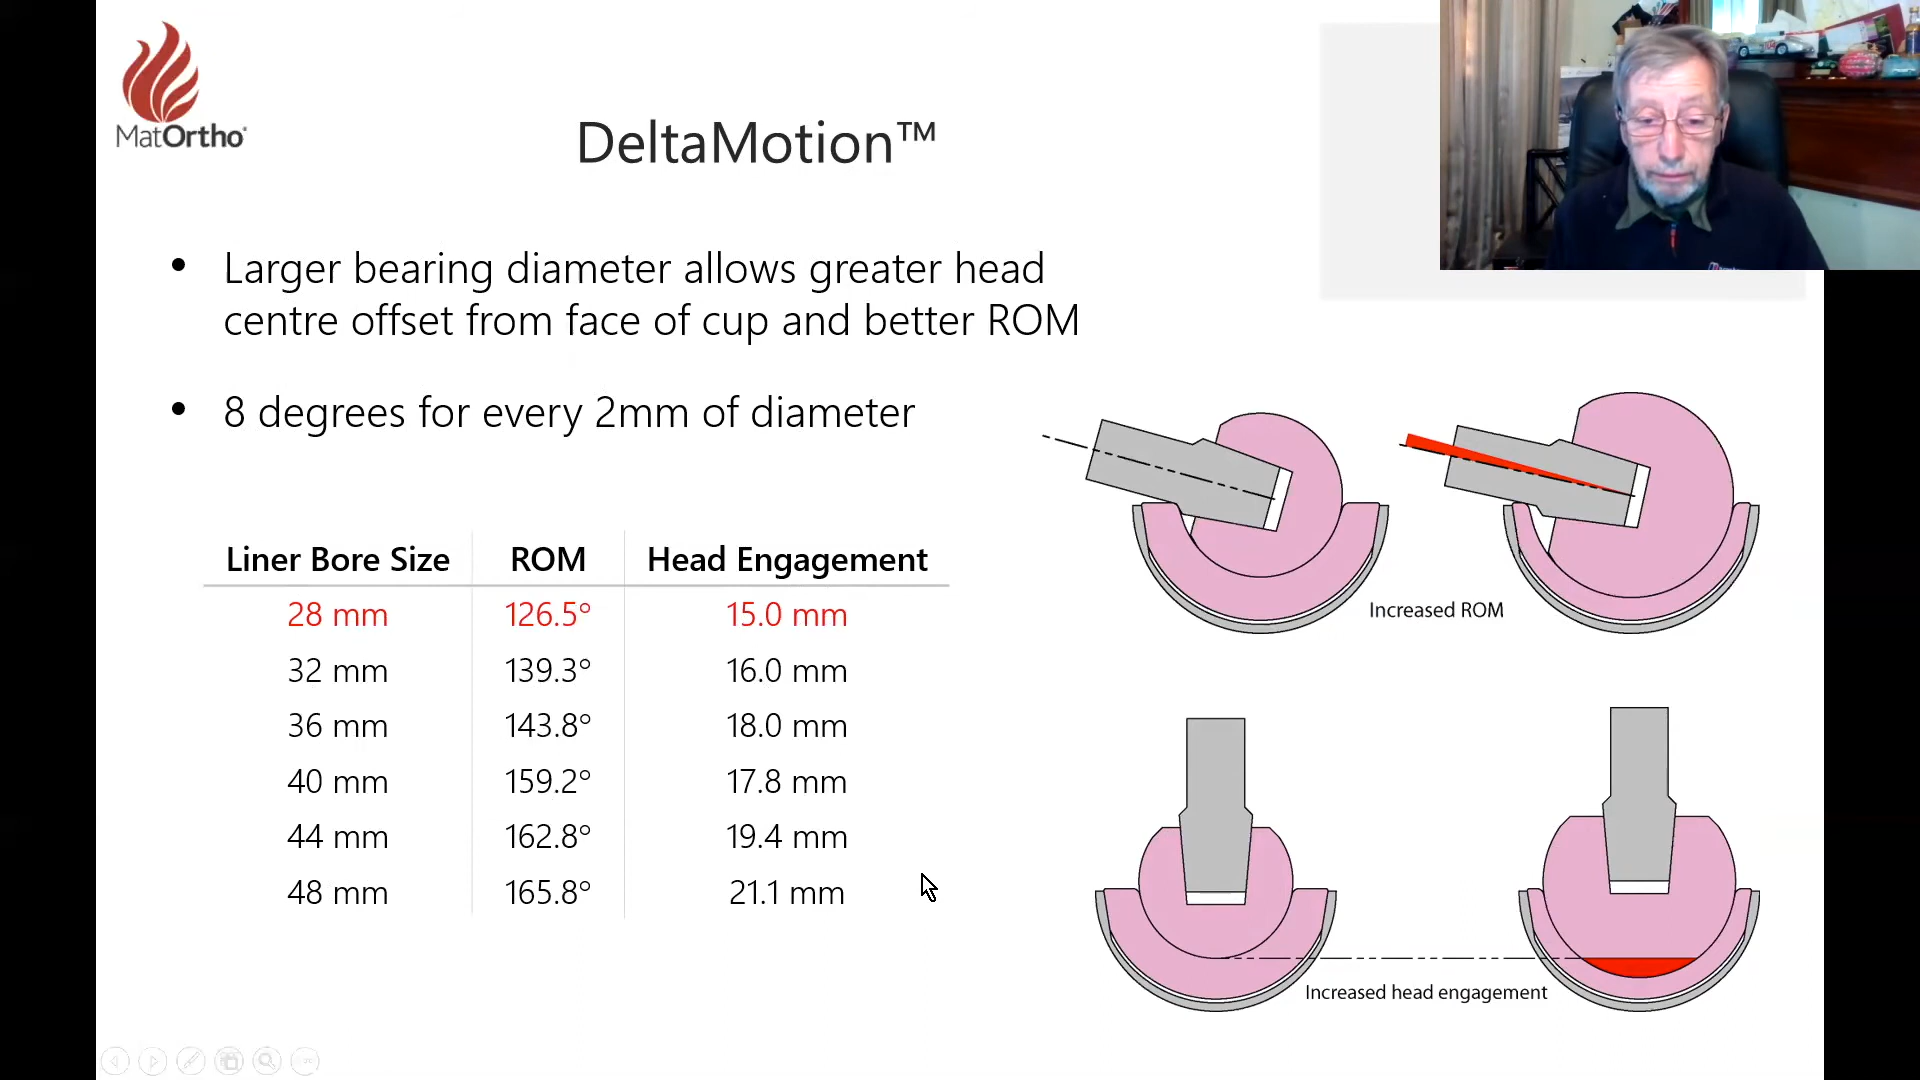 MatOrtho
DeltaMotion™
• Larger bearing diameter allows greater head
centre offset from face of cup and better ROM
• 8 degrees for every 2mm of diameter
Liner Bore Size ROM Head Engagement
28 mm 126.5° 15.0 mm
32 mm 139.3° 16.0 mm
36 mm 143.8° 18.0 mm
40 mm 159.2° 17.8 mm
44 mm 162.8° 19.4 mm
48 mm 165.8° 21.1 mm
Increased ROM
Increased head engagement